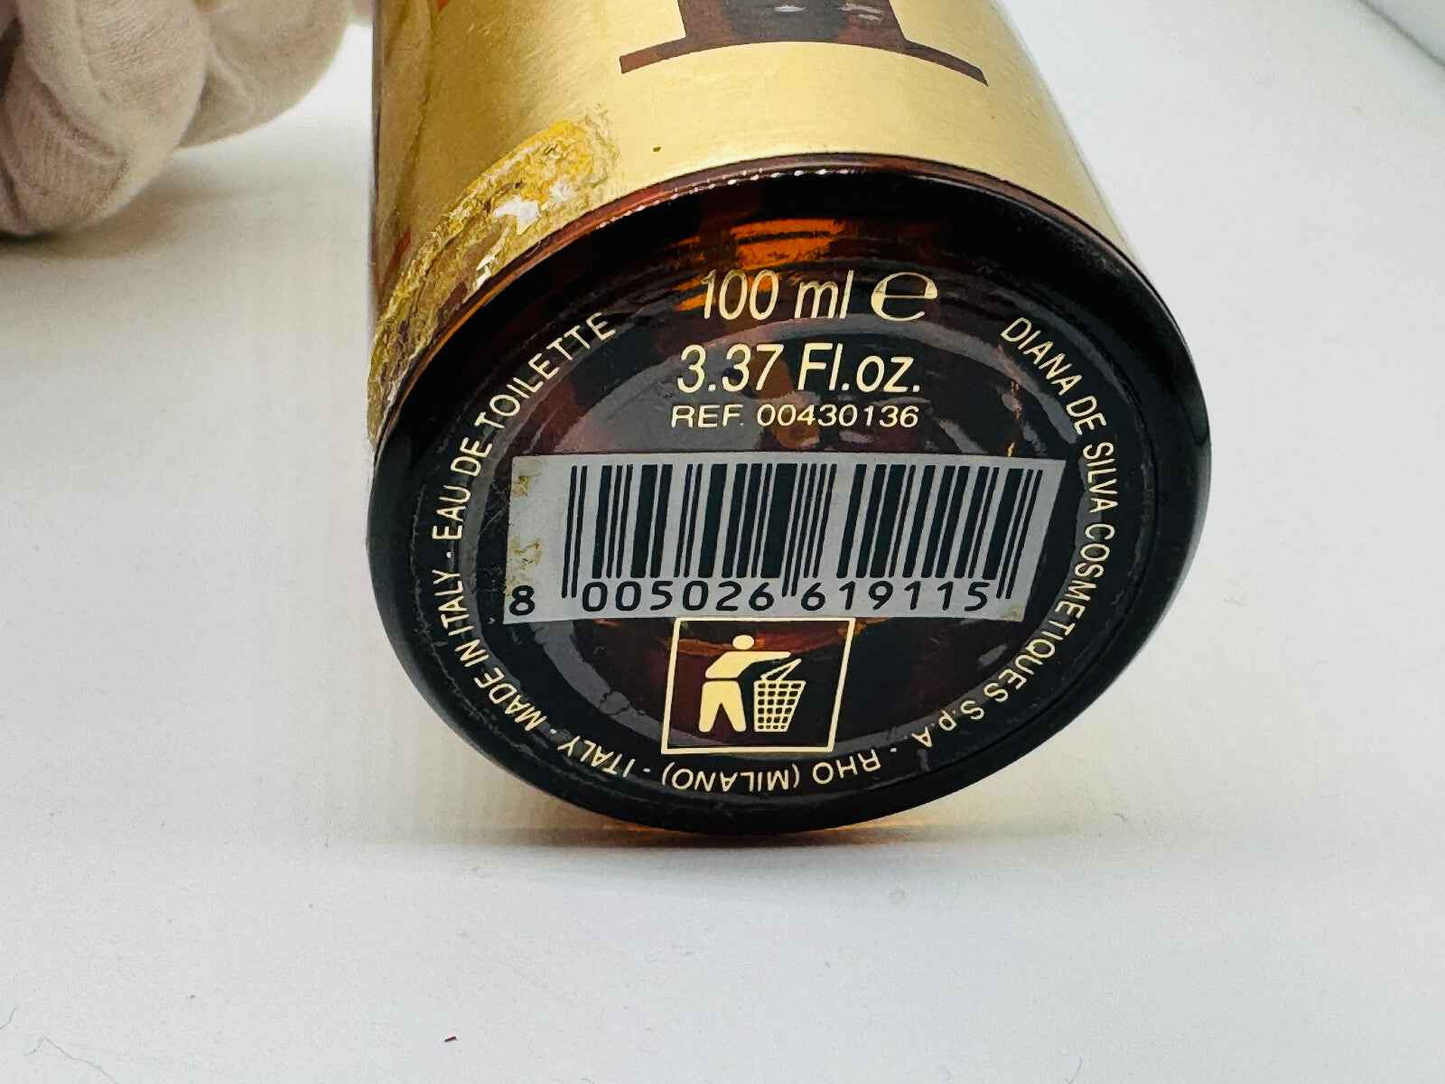 100 ml ℮
3.37 Fl.oz.
REF. 00430136
8 005026 619115
DIANA DE SILVA COSMETIQUES S.p.A. - RHO (MILANO) - ITALY - MADE IN ITALY - EAU DE TOILETTE